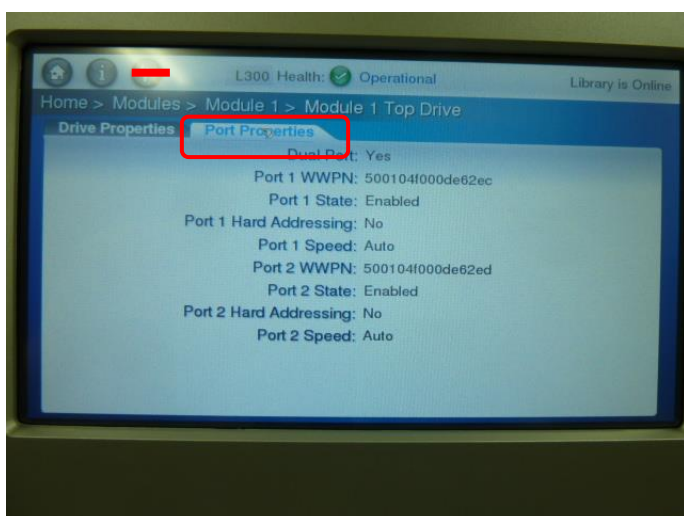 L300 Health: Operational
Library is Online
Home > Modules > Module 1 > Module 1 Top Drive
Drive Properties Port Properties
Dual Port: Yes
Port 1 WWPN: 500104f000de62ec
Port 1 State: Enabled
Port 1 Hard Addressing: No
Port 1 Speed: Auto
Port 2 WWPN: 500104f000de62ed
Port 2 State: Enabled
Port 2 Hard Addressing: No
Port 2 Speed: Auto